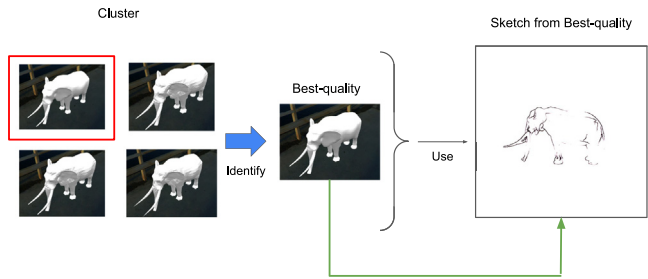 Cluster
Sketch from Best-quality
Best-quality
Identify
Use